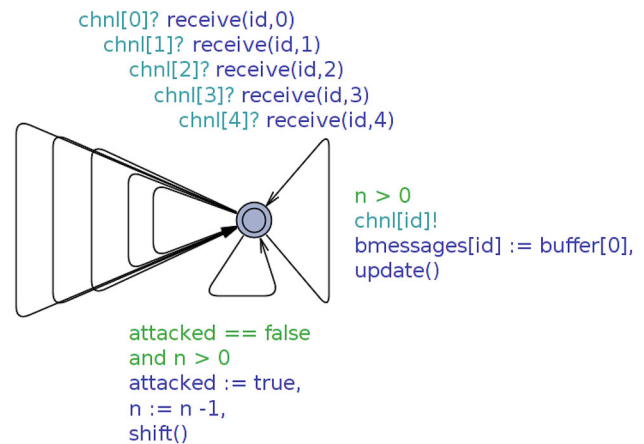 chnl[0]? receive(id,0)
chnl[1]? receive(id,1)
chnl[2]? receive(id,2)
chnl[3]? receive(id,3)
chnl[4]? receive(id,4)
n > 0
chnl[id]!
bmessages[id] := buffer[0],
update()
attacked == false
and n > 0
attacked := true,
n := n -1,
shift()